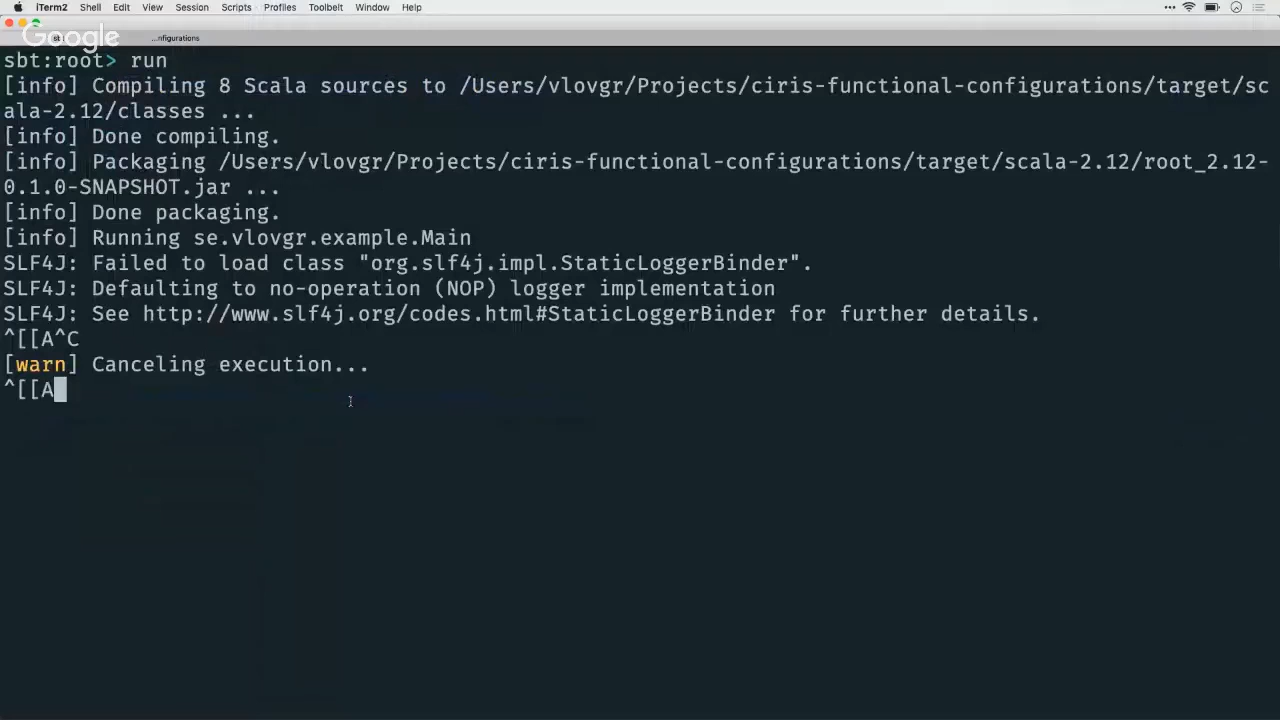 iTerm2 Shell Edit View Session Scripts Profiles Toolbelt Window Help
Google
...nfigurations
sbt:root> run
[info] Compiling 8 Scala sources to /Users/vlovgr/Projects/ciris-functional-configurations/target/sc
ala-2.12/classes ...
[info] Done compiling.
[info] Packaging /Users/vlovgr/Projects/ciris-functional-configurations/target/scala-2.12/root_2.12-
0.1.0-SNAPSHOT.jar ...
[info] Done packaging.
[info] Running se.vlovgr.example.Main
SLF4J: Failed to load class "org.slf4j.impl.StaticLoggerBinder".
SLF4J: Defaulting to no-operation (NOP) logger implementation
SLF4J: See http://www.slf4j.org/codes.html#StaticLoggerBinder for further details.
^[[A^C
[warn] Canceling execution...
^[[A